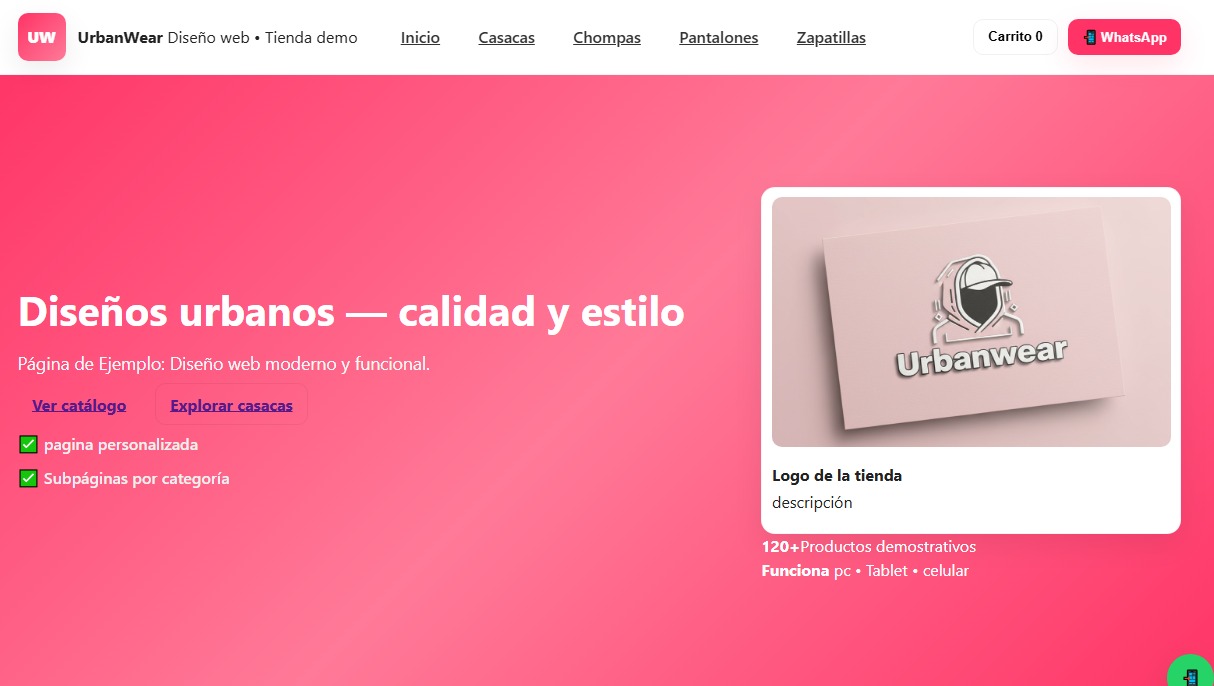 UW UrbanWear Diseño web • Tienda demo Inicio Casacas Chompas Pantalones Zapatillas Carrito 0 WhatsApp
Diseños urbanos — calidad y estilo
Página de Ejemplo: Diseño web moderno y funcional.
Ver catálogo Explorar casacas
pagina personalizada
Subpáginas por categoría
Urbanwear
Logo de la tienda
descripción
120+Productos demostrativos
Funciona pc • Tablet • celular